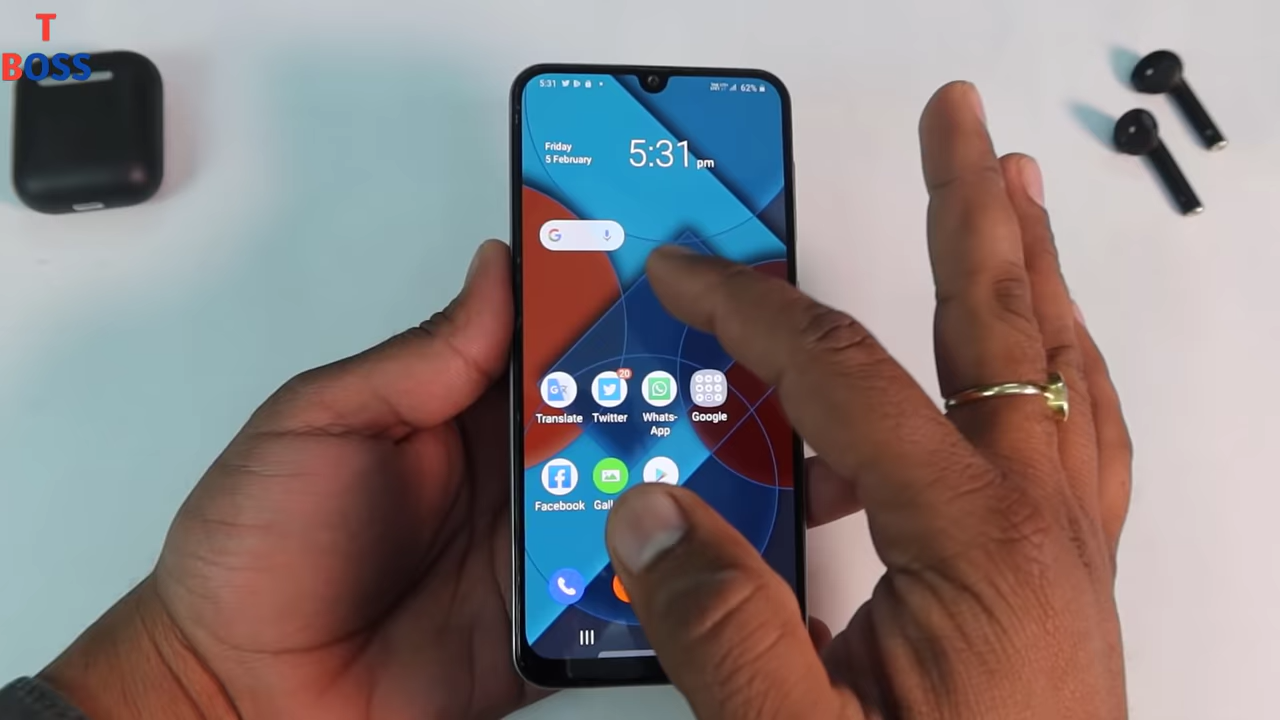 T
BOSS
5:31
62%
Friday
5 February
5:31 pm
Translate
Twitter
20
Whats-
App
Google
Facebook
Gall